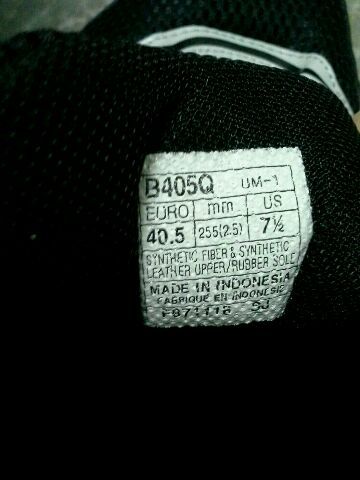 B405Q UM-1
EURO mm US
40.5 255(2.5) 7½
SYNTHETIC FIBER & SYNTHETIC
LEATHER UPPER/RUBBER SOLE
MADE IN INDONESIA
FABRIQUE EN INDONESIE
SJ